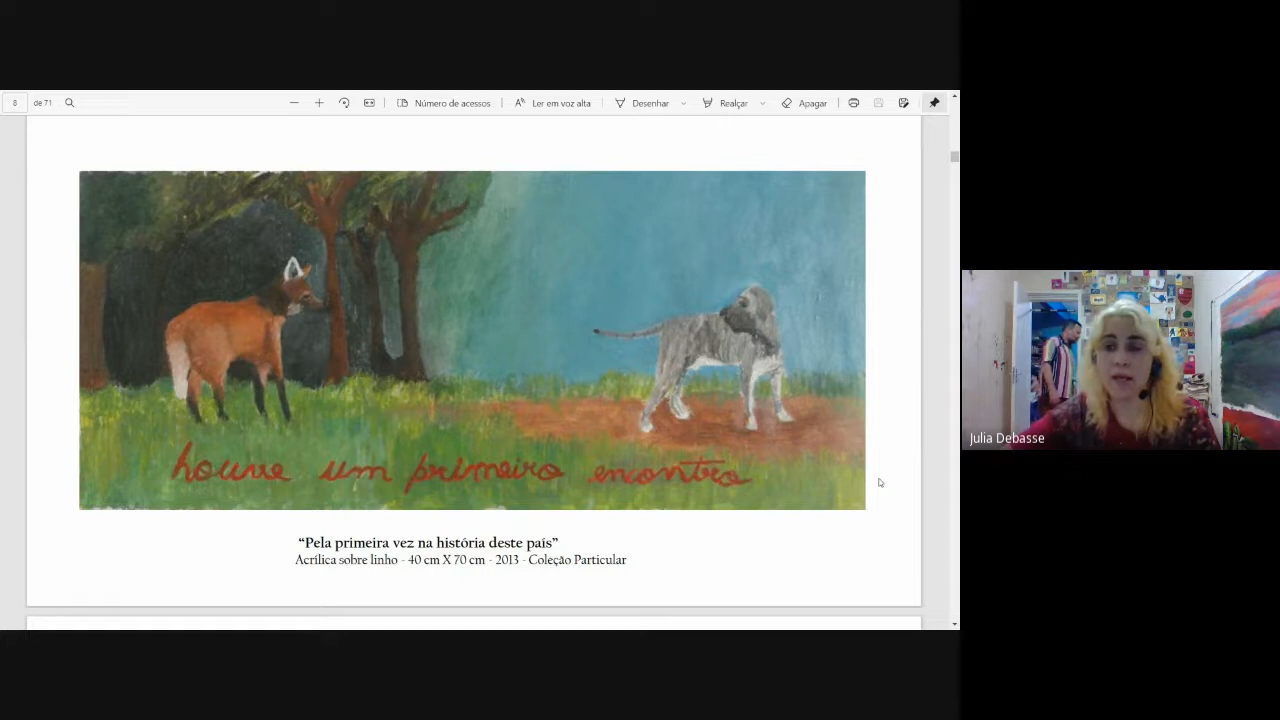 8 de 71
Número de acessos
Ler em voz alta
Desenhar
Realçar
Apagar
houve um primeiro encontro
“Pela primeira vez na história deste país”
Acrílica sobre linho - 40 cm X 70 cm - 2013 - Coleção Particular
Julia Debasse